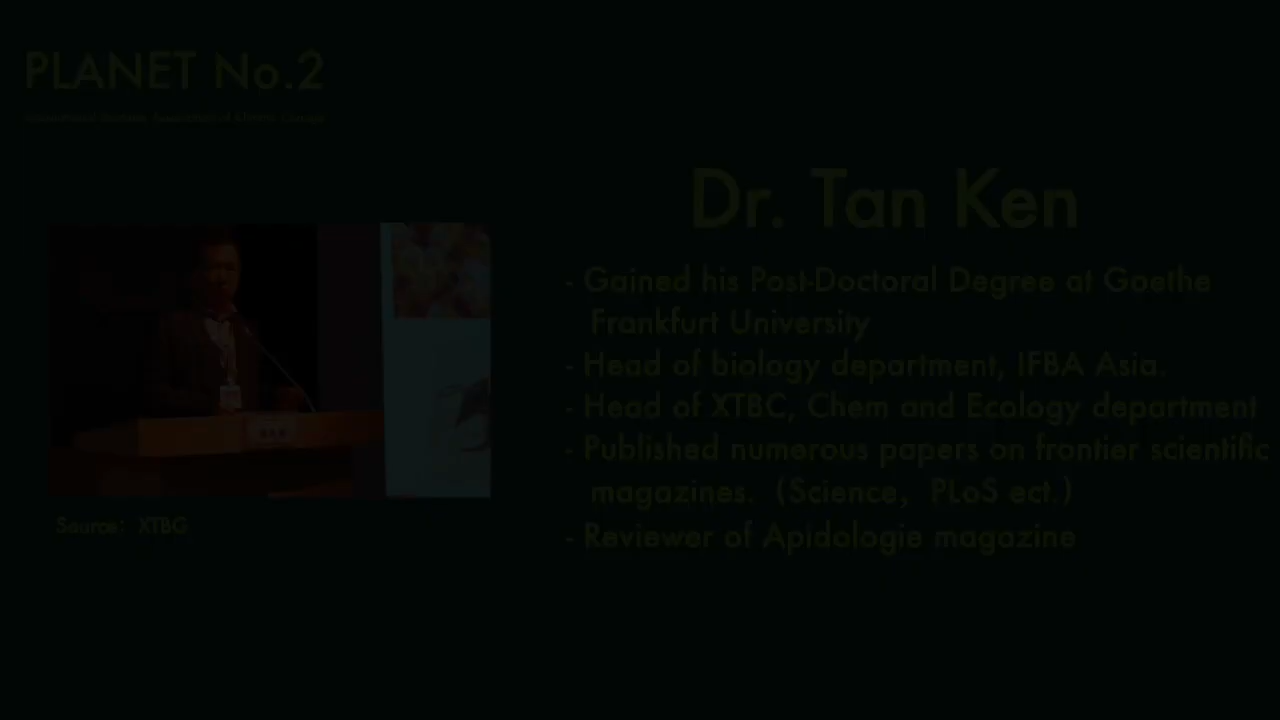 PLANET No.2
Dr. Tan Ken
- Gained his Post-Doctoral Degree at Goethe
Frankfurt University
- Head of biology department, IFBA Asia.
- Head of XTBC, Chem and Ecology department
- Published numerous papers on frontier scientific
magazines. (Science, PLoS ect.)
- Reviewer of Apidologie magazine
Source: XTBG